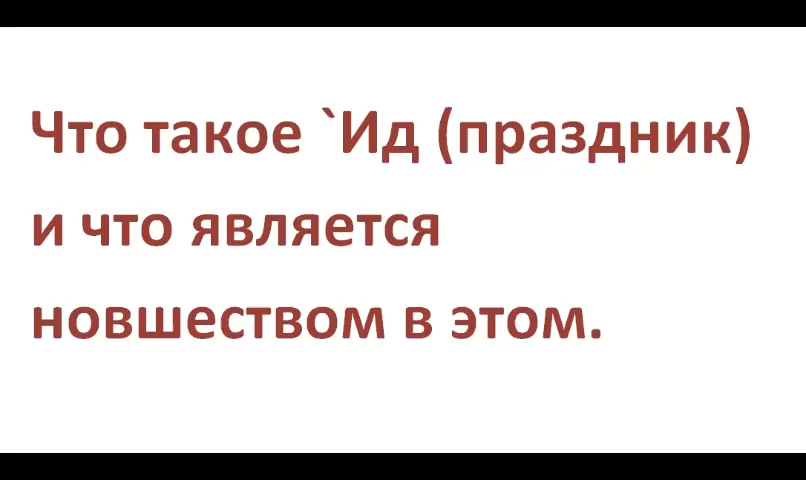 Что такое `Ид (праздник)
и что является
новшеством в этом.